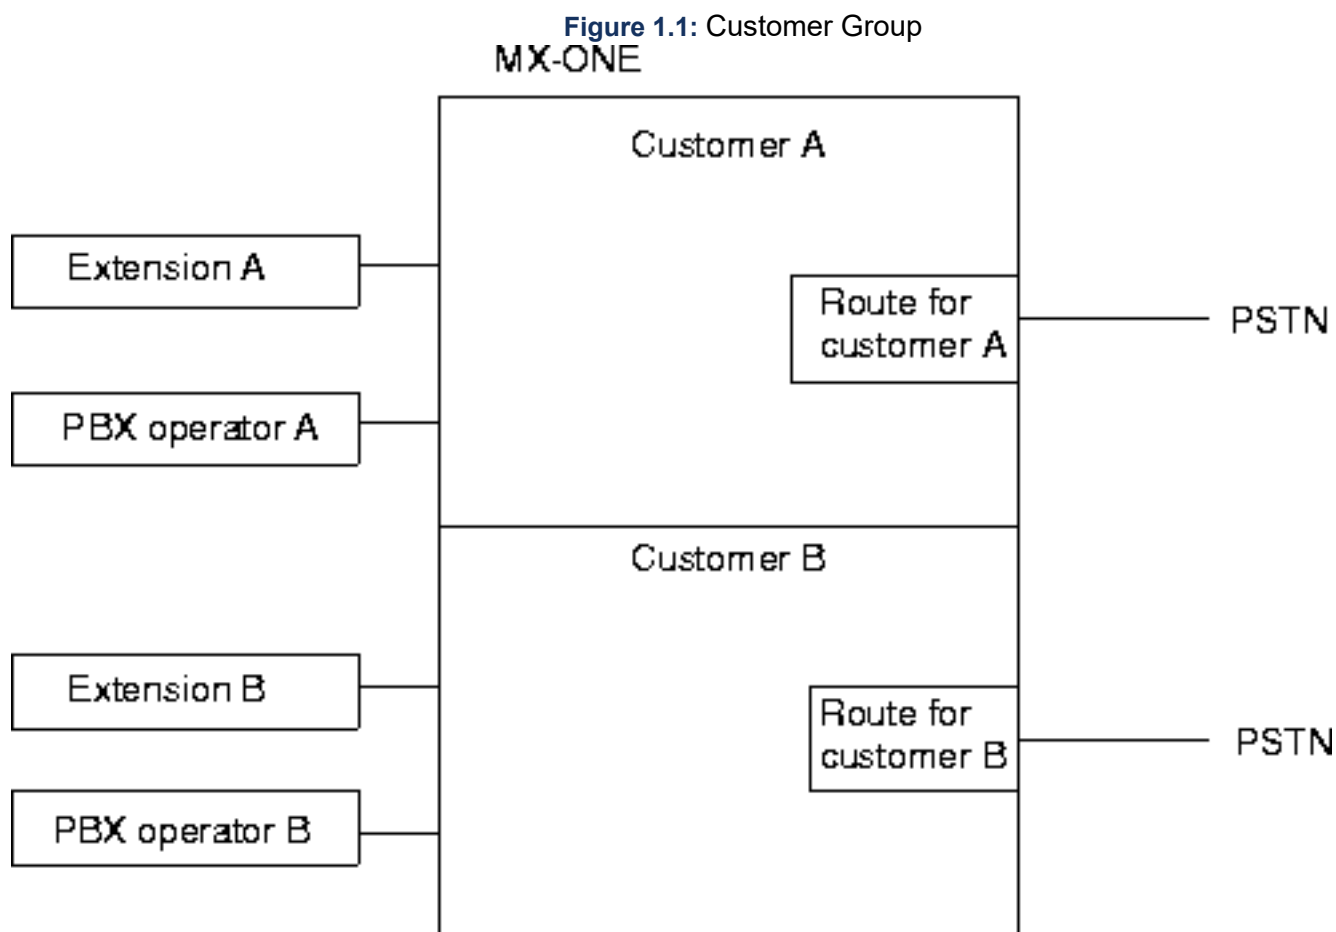 Figure 1.1: Customer Group
MX-ONE
Customer A
Extension A
Route for
customer A
PSTN
PBX operator A
Customer B
Extension B
Route for
customer B
PSTN
PBX operator B